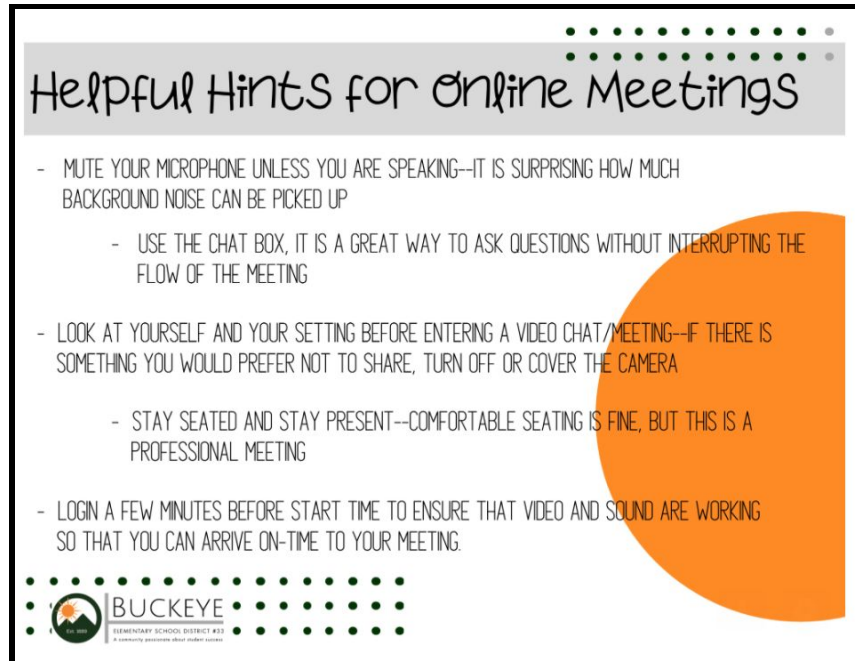 Helpful Hints for Online Meetings
- MUTE YOUR MICROPHONE UNLESS YOU ARE SPEAKING--IT IS SURPRISING HOW MUCH
BACKGROUND NOISE CAN BE PICKED UP
- USE THE CHAT BOX, IT IS A GREAT WAY TO ASK QUESTIONS WITHOUT INTERRUPTING THE
FLOW OF THE MEETING
- LOOK AT YOURSELF AND YOUR SETTING BEFORE ENTERING A VIDEO CHAT/MEETING--IF THERE IS
SOMETHING YOU WOULD PREFER NOT TO SHARE, TURN OFF OR COVER THE CAMERA
- STAY SEATED AND STAY PRESENT--COMFORTABLE SEATING IS FINE, BUT THIS IS A
PROFESSIONAL MEETING
- LOGIN A FEW MINUTES BEFORE START TIME TO ENSURE THAT VIDEO AND SOUND ARE WORKING
SO THAT YOU CAN ARRIVE ON-TIME TO YOUR MEETING.
BUCKEYE
ELEMENTARY SCHOOL DISTRICT #33
A community passionate about student success